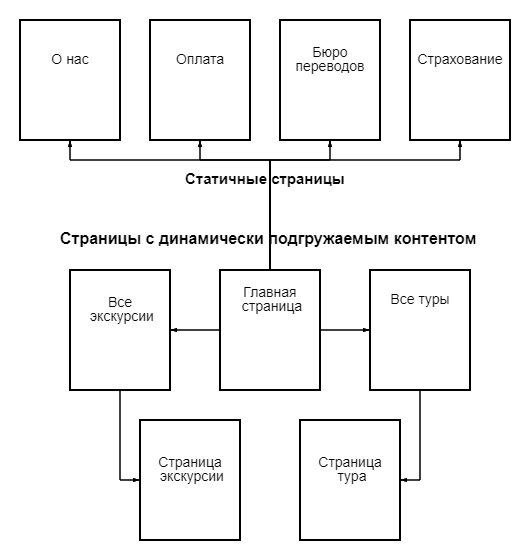 О нас
Оплата
Бюро
переводов
Страхование
Статичные страницы
Страницы с динамически подгружаемым контентом
Все
экскурсии
Главная
страница
Все туры
Страница
экскурсии
Страница
тура